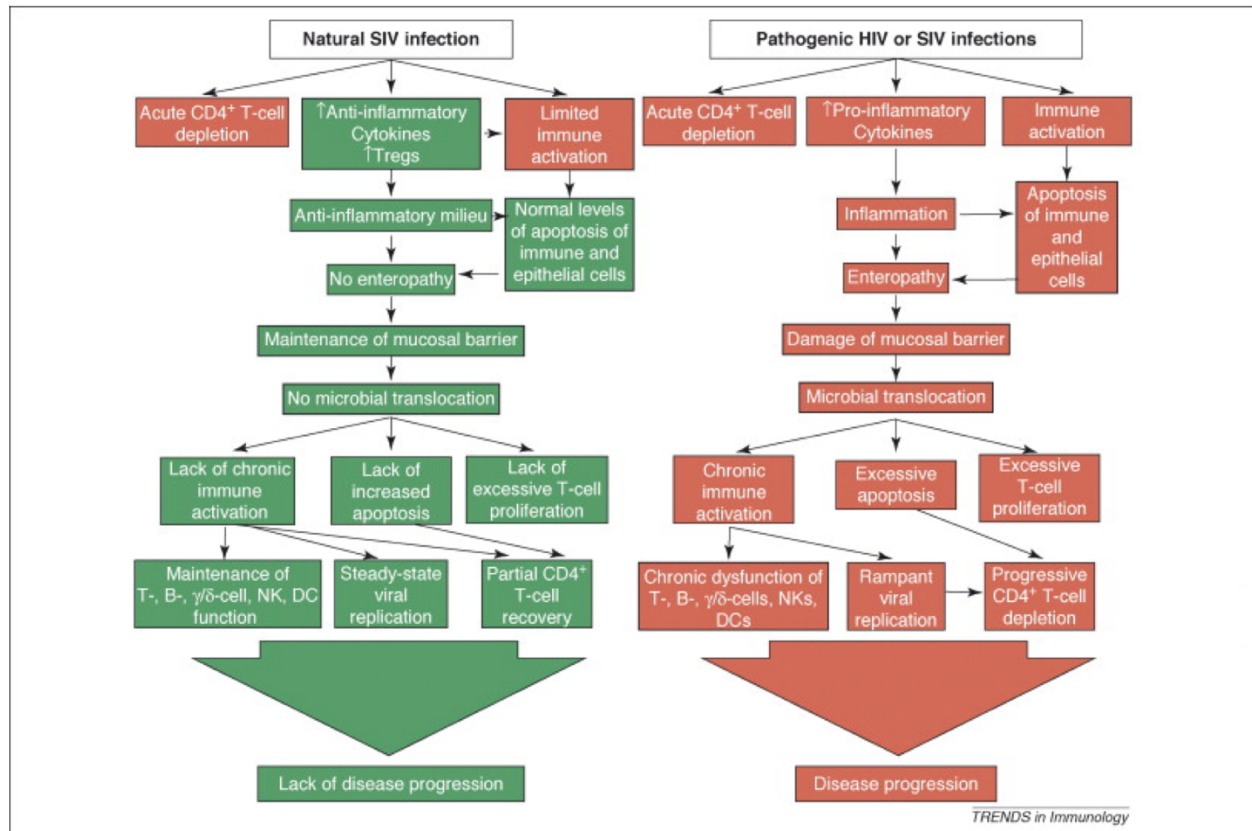 Natural SIV infection
Acute CD4⁺ T-cell
depletion
↑Anti-inflammatory
Cytokines
↑Tregs
Limited
immune
activation
Anti-inflammatory milieu
Normal levels
of apoptosis of
immune and
epithelial cells
No enteropathy
Maintenance of mucosal barrier
No microbial translocation
Lack of chronic
immune
activation
Lack of
increased
apoptosis
Lack of
excessive T-cell
proliferation
Maintenance of
T-, B-, γ/δ-cell, NK, DC
function
Steady-state
viral
replication
Partial CD4⁺
T-cell
recovery
Lack of disease progression
Pathogenic HIV or SIV infections
Acute CD4⁺ T-cell
depletion
↑Pro-inflammatory
Cytokines
Immune
activation
Inflammation
Apoptosis
of immune
and
epithelial
cells
Enteropathy
Damage of mucosal barrier
Microbial translocation
Chronic
immune
activation
Excessive
apoptosis
Excessive
T-cell
proliferation
Chronic dysfunction of
T-, B-, γ/δ-cells, NKs,
DCs
Rampant
viral
replication
Progressive
CD4⁺ T-cell
depletion
Disease progression
TRENDS in Immunology